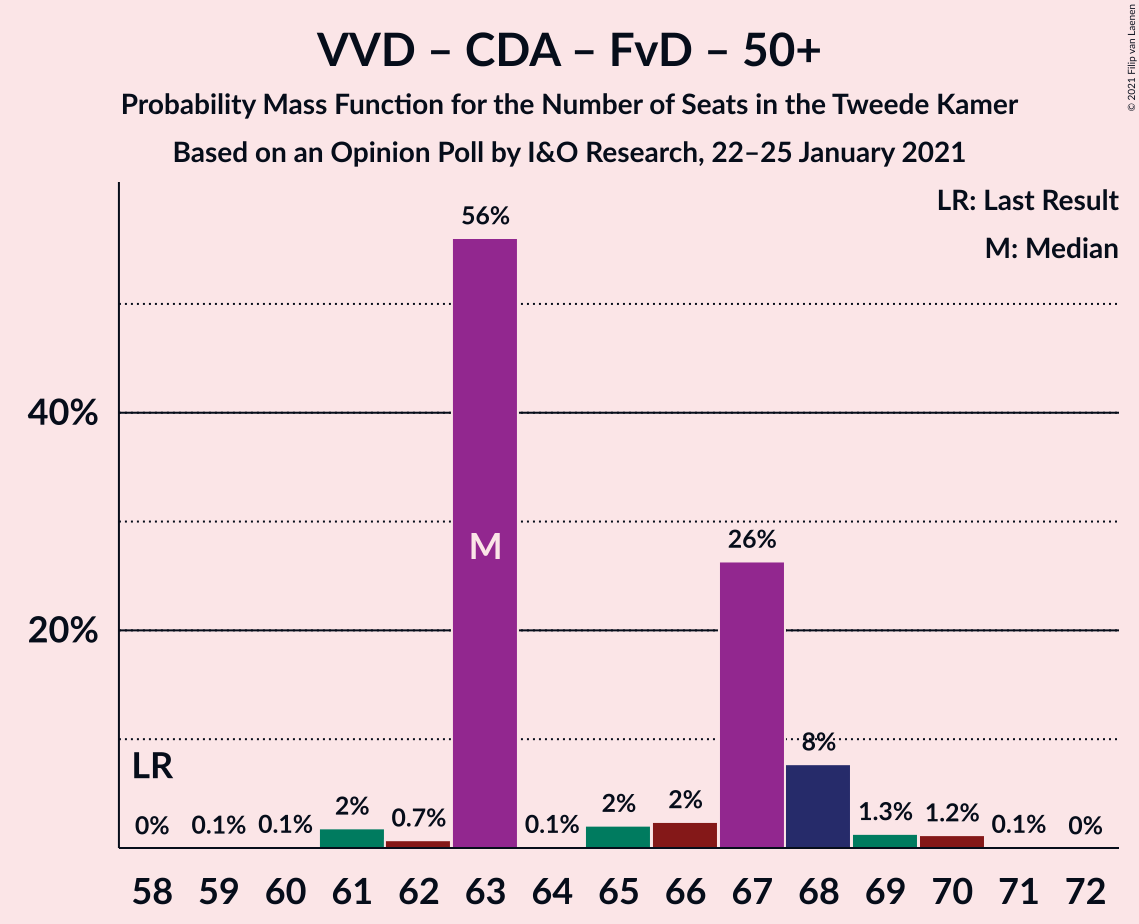 VVD – CDA – FvD – 50+
Probability Mass Function for the Number of Seats in the Tweede Kamer
Based on an Opinion Poll by I&O Research, 22–25 January 2021
© 2021 Filip van Laenen
LR: Last Result
M: Median
56%
40%
M
26%
20%
8%
LR
0% 0.1% 0.1% 2% 0.7% 0.1% 2% 2% 1.3% 1.2% 0.1% 0%
58 59 60 61 62 63 64 65 66 67 68 69 70 71 72